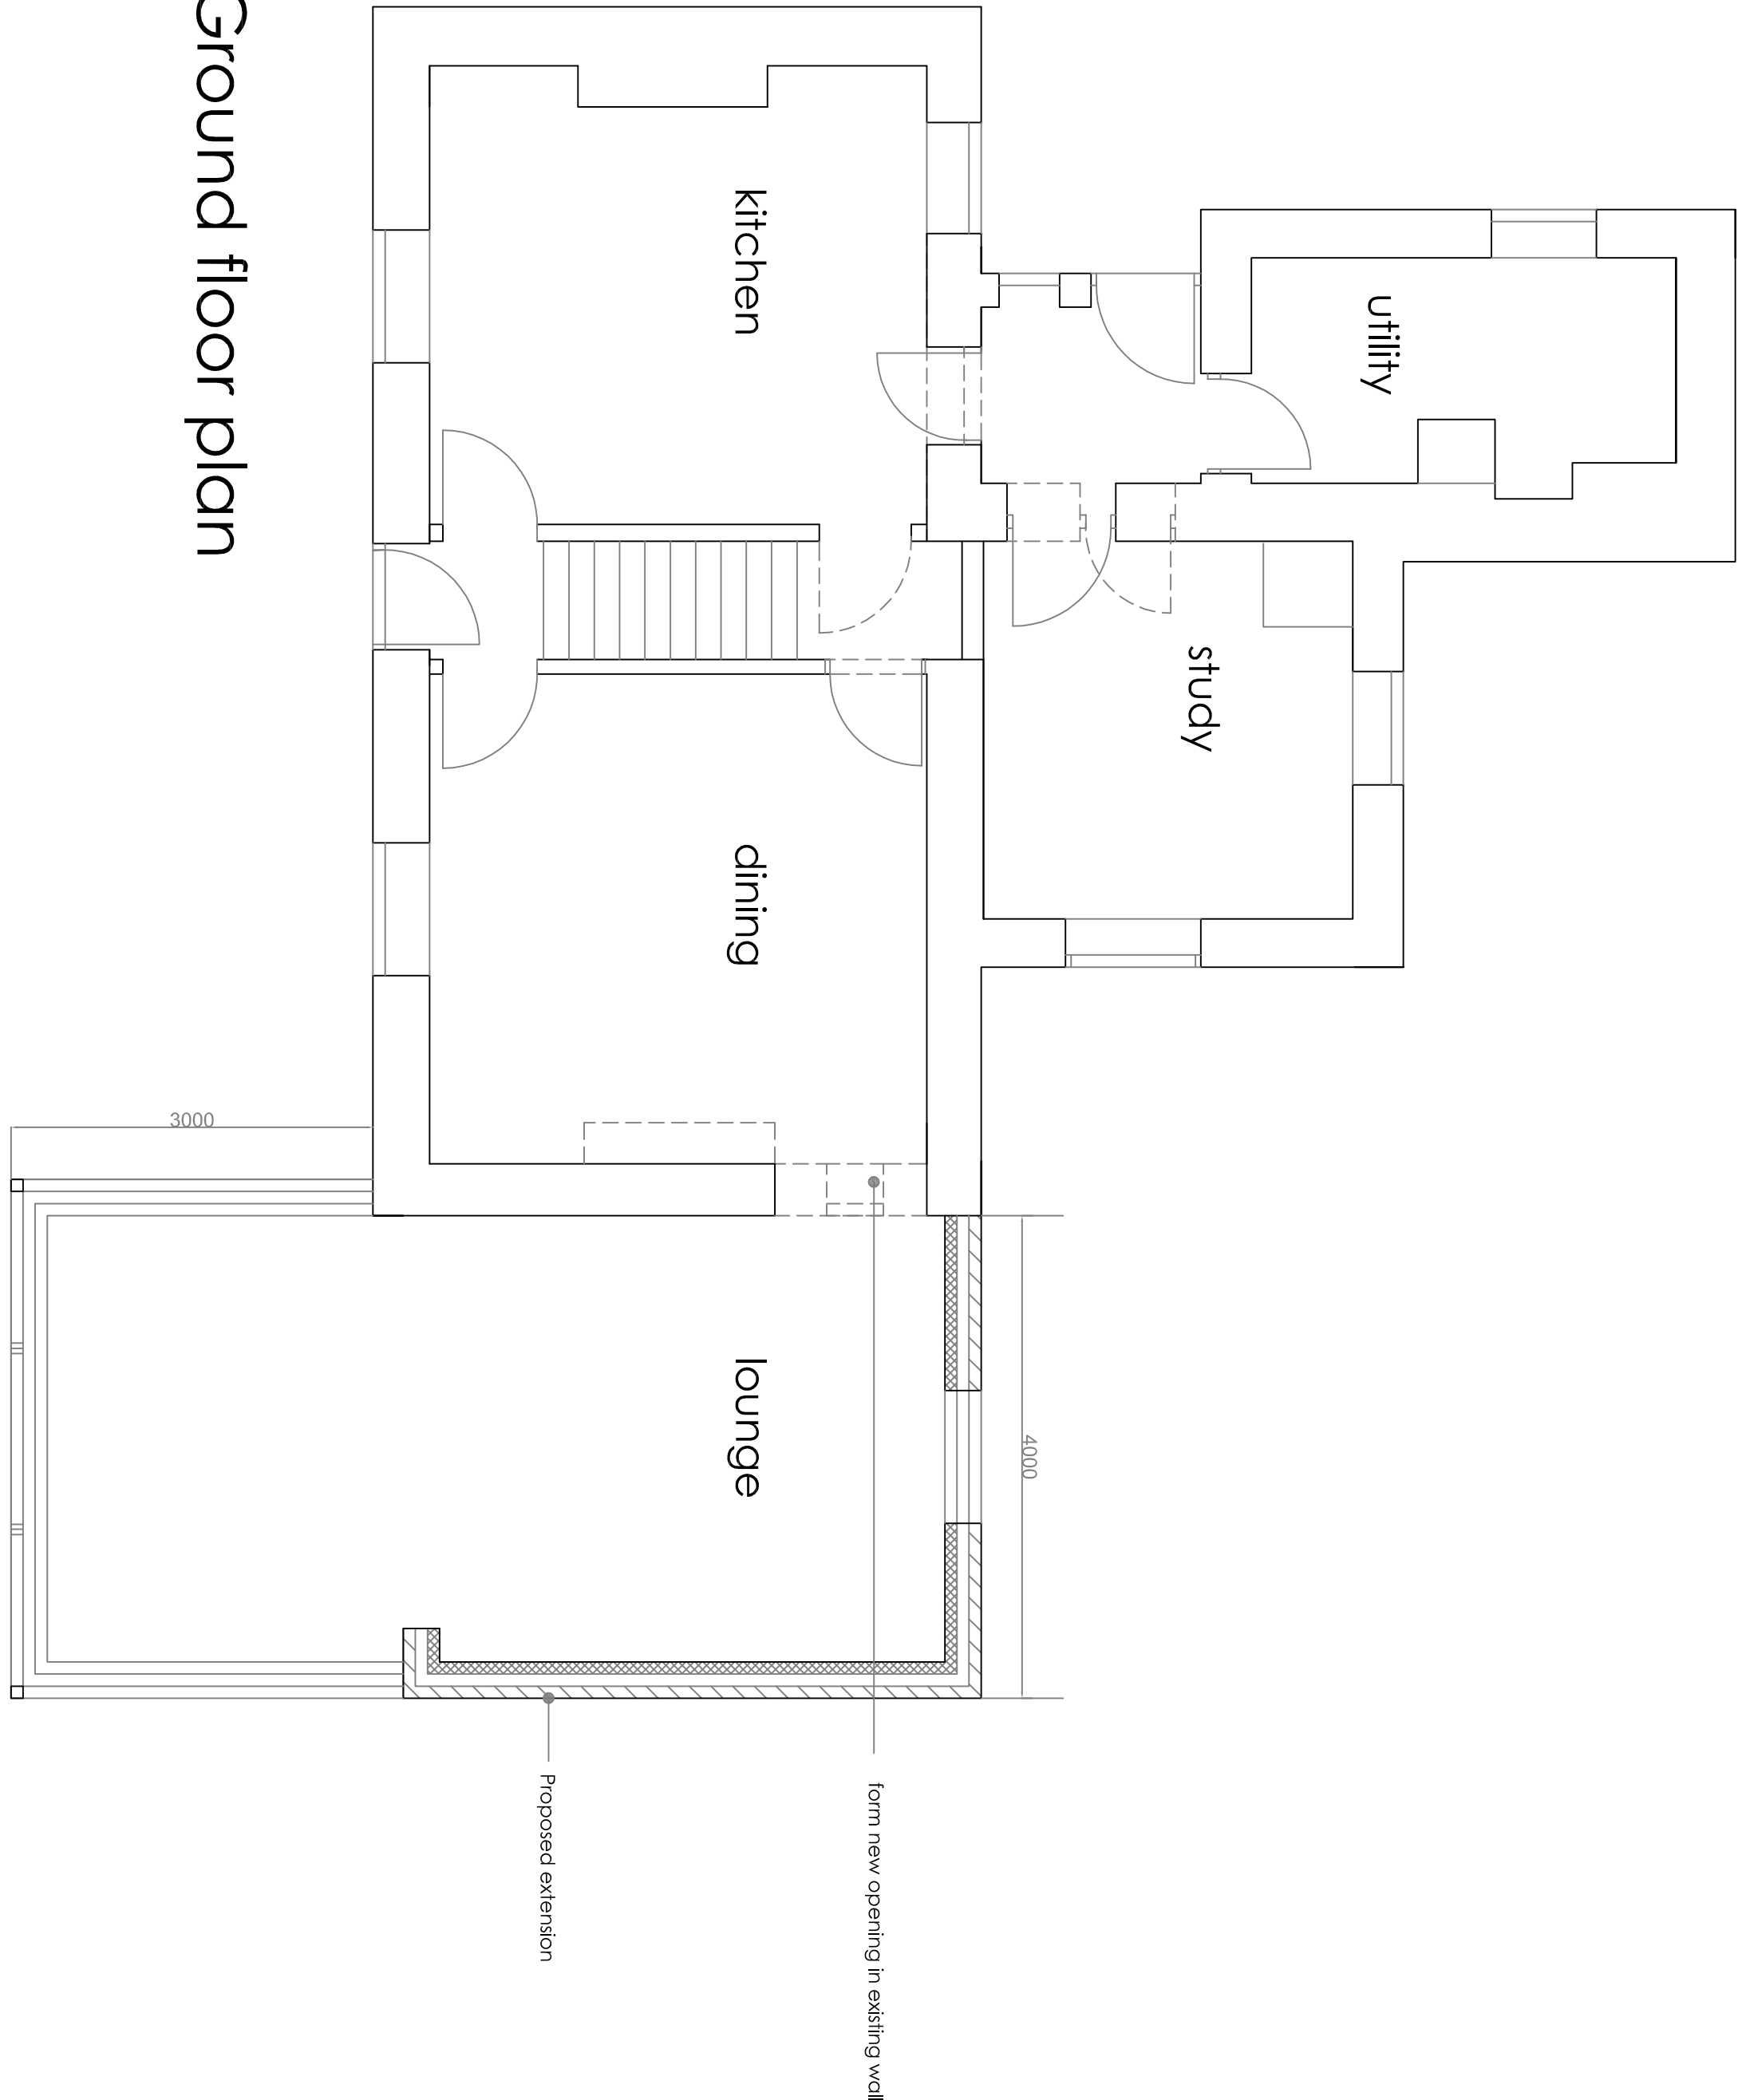 utility
study
kitchen
dining
lounge
4000
3000
form new opening in existing wall
Proposed extension
Ground floor plan